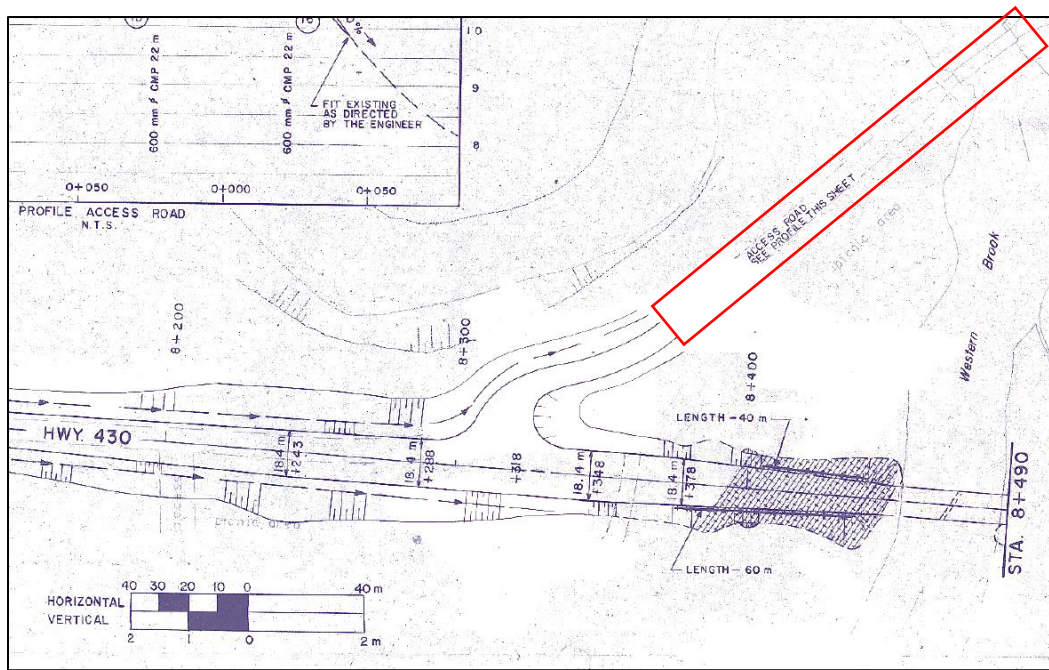 10
9
8
600 mm ø CMP 22 m
600 mm ø CMP 22 m
FIT EXISTING
AS DIRECTED
BY THE ENGINEER
0+050
0+000
0+050
PROFILE ACCESS ROAD
N.T.S.
ACCESS ROAD
SEE PROFILE THIS SHEET
picnic area
Brook
Western
8+200
8+300
8+400
LENGTH - 40 m
HWY. 430
18.4 m
+243
18.4 m
+288
+318
18.4 m
+348
18.4 m
+378
picnic area
LENGTH - 60 m
STA. 8+490
40 30 20 10 0 40 m
HORIZONTAL
VERTICAL
2 1 0 2 m